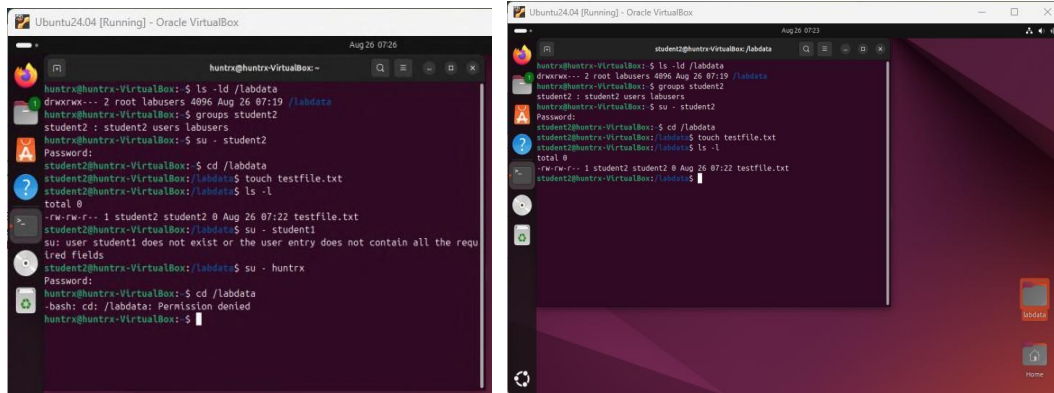 Ubuntu24.04 [Running] - Oracle VirtualBox
Aug 26 07:26
huntrx@huntrx-VirtualBox: ~
huntrx@huntrx-VirtualBox:~$ ls -ld /labdata
drwxrwx--- 2 root labusers 4096 Aug 26 07:19 /labdata
huntrx@huntrx-VirtualBox:~$ groups student2
student2 : student2 users labusers
huntrx@huntrx-VirtualBox:~$ su - student2
Password:
student2@huntrx-VirtualBox:~$ cd /labdata
student2@huntrx-VirtualBox:/labdata$ touch testfile.txt
student2@huntrx-VirtualBox:/labdata$ ls -l
total 0
-rw-rw-r-- 1 student2 student2 0 Aug 26 07:22 testfile.txt
student2@huntrx-VirtualBox:/labdata$ su - student1
su: user student1 does not exist or the user entry does not contain all the requ
ired fields
student2@huntrx-VirtualBox:/labdata$ su - huntrx
Password:
huntrx@huntrx-VirtualBox:~$ cd /labdata
-bash: cd: /labdata: Permission denied
huntrx@huntrx-VirtualBox:~$
Ubuntu24.04 [Running] - Oracle VirtualBox
Aug 26 07:23
student2@huntrx-VirtualBox: /labdata
huntrx@huntrx-VirtualBox:~$ ls -ld /labdata
drwxrwx--- 2 root labusers 4096 Aug 26 07:19 /labdata
huntrx@huntrx-VirtualBox:~$ groups student2
student2 : student2 users labusers
huntrx@huntrx-VirtualBox:~$ su - student2
Password:
student2@huntrx-VirtualBox:~$ cd /labdata
student2@huntrx-VirtualBox:/labdata$ touch testfile.txt
student2@huntrx-VirtualBox:/labdata$ ls -l
total 0
-rw-rw-r-- 1 student2 student2 0 Aug 26 07:22 testfile.txt
student2@huntrx-VirtualBox:/labdata$
labdata
Home